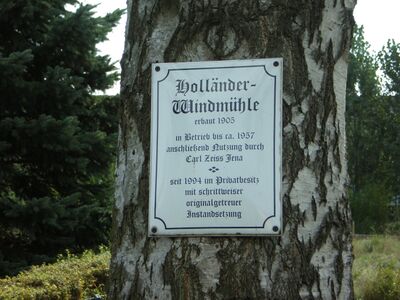 Holländer-
Windmühle
erbaut 1905
in Betrieb bis ca. 1957
anschließend Nutzung durch
Carl Zeiss Jena
seit 1994 im Privatbesitz
mit schrittweiser
originalgetreuer
Instandsetzung